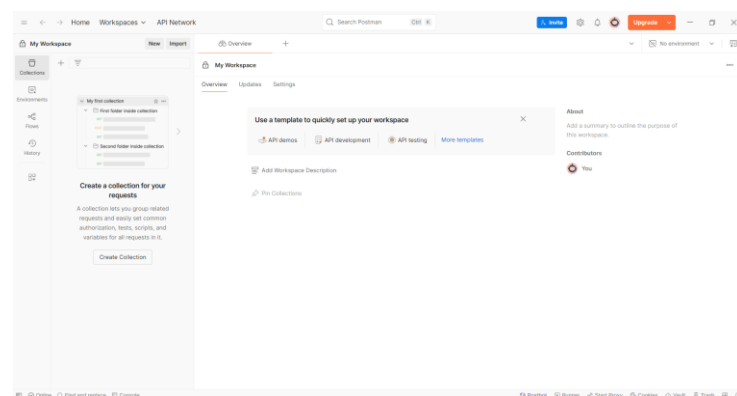 Home Workspaces API Network
Search Postman Ctrl K
Invite
Upgrade
My Workspace
New Import
Overview
No environment
Collections
Environments
Flows
History
My first collection
First folder inside collection
Second folder inside collection
Create a collection for your
requests
A collection lets you group related
requests and easily set common
authorization, tests, scripts, and
variables for all requests in it.
Create Collection
My Workspace
Overview Updates Settings
Use a template to quickly set up your workspace
API demos API development API testing More templates
Add Workspace Description
Pin Collections
About
Add a summary to outline the purpose of
this workspace.
Contributors
You
Online Find and replace Console
Postbot Runner Start Proxy Cookies Vault Trash